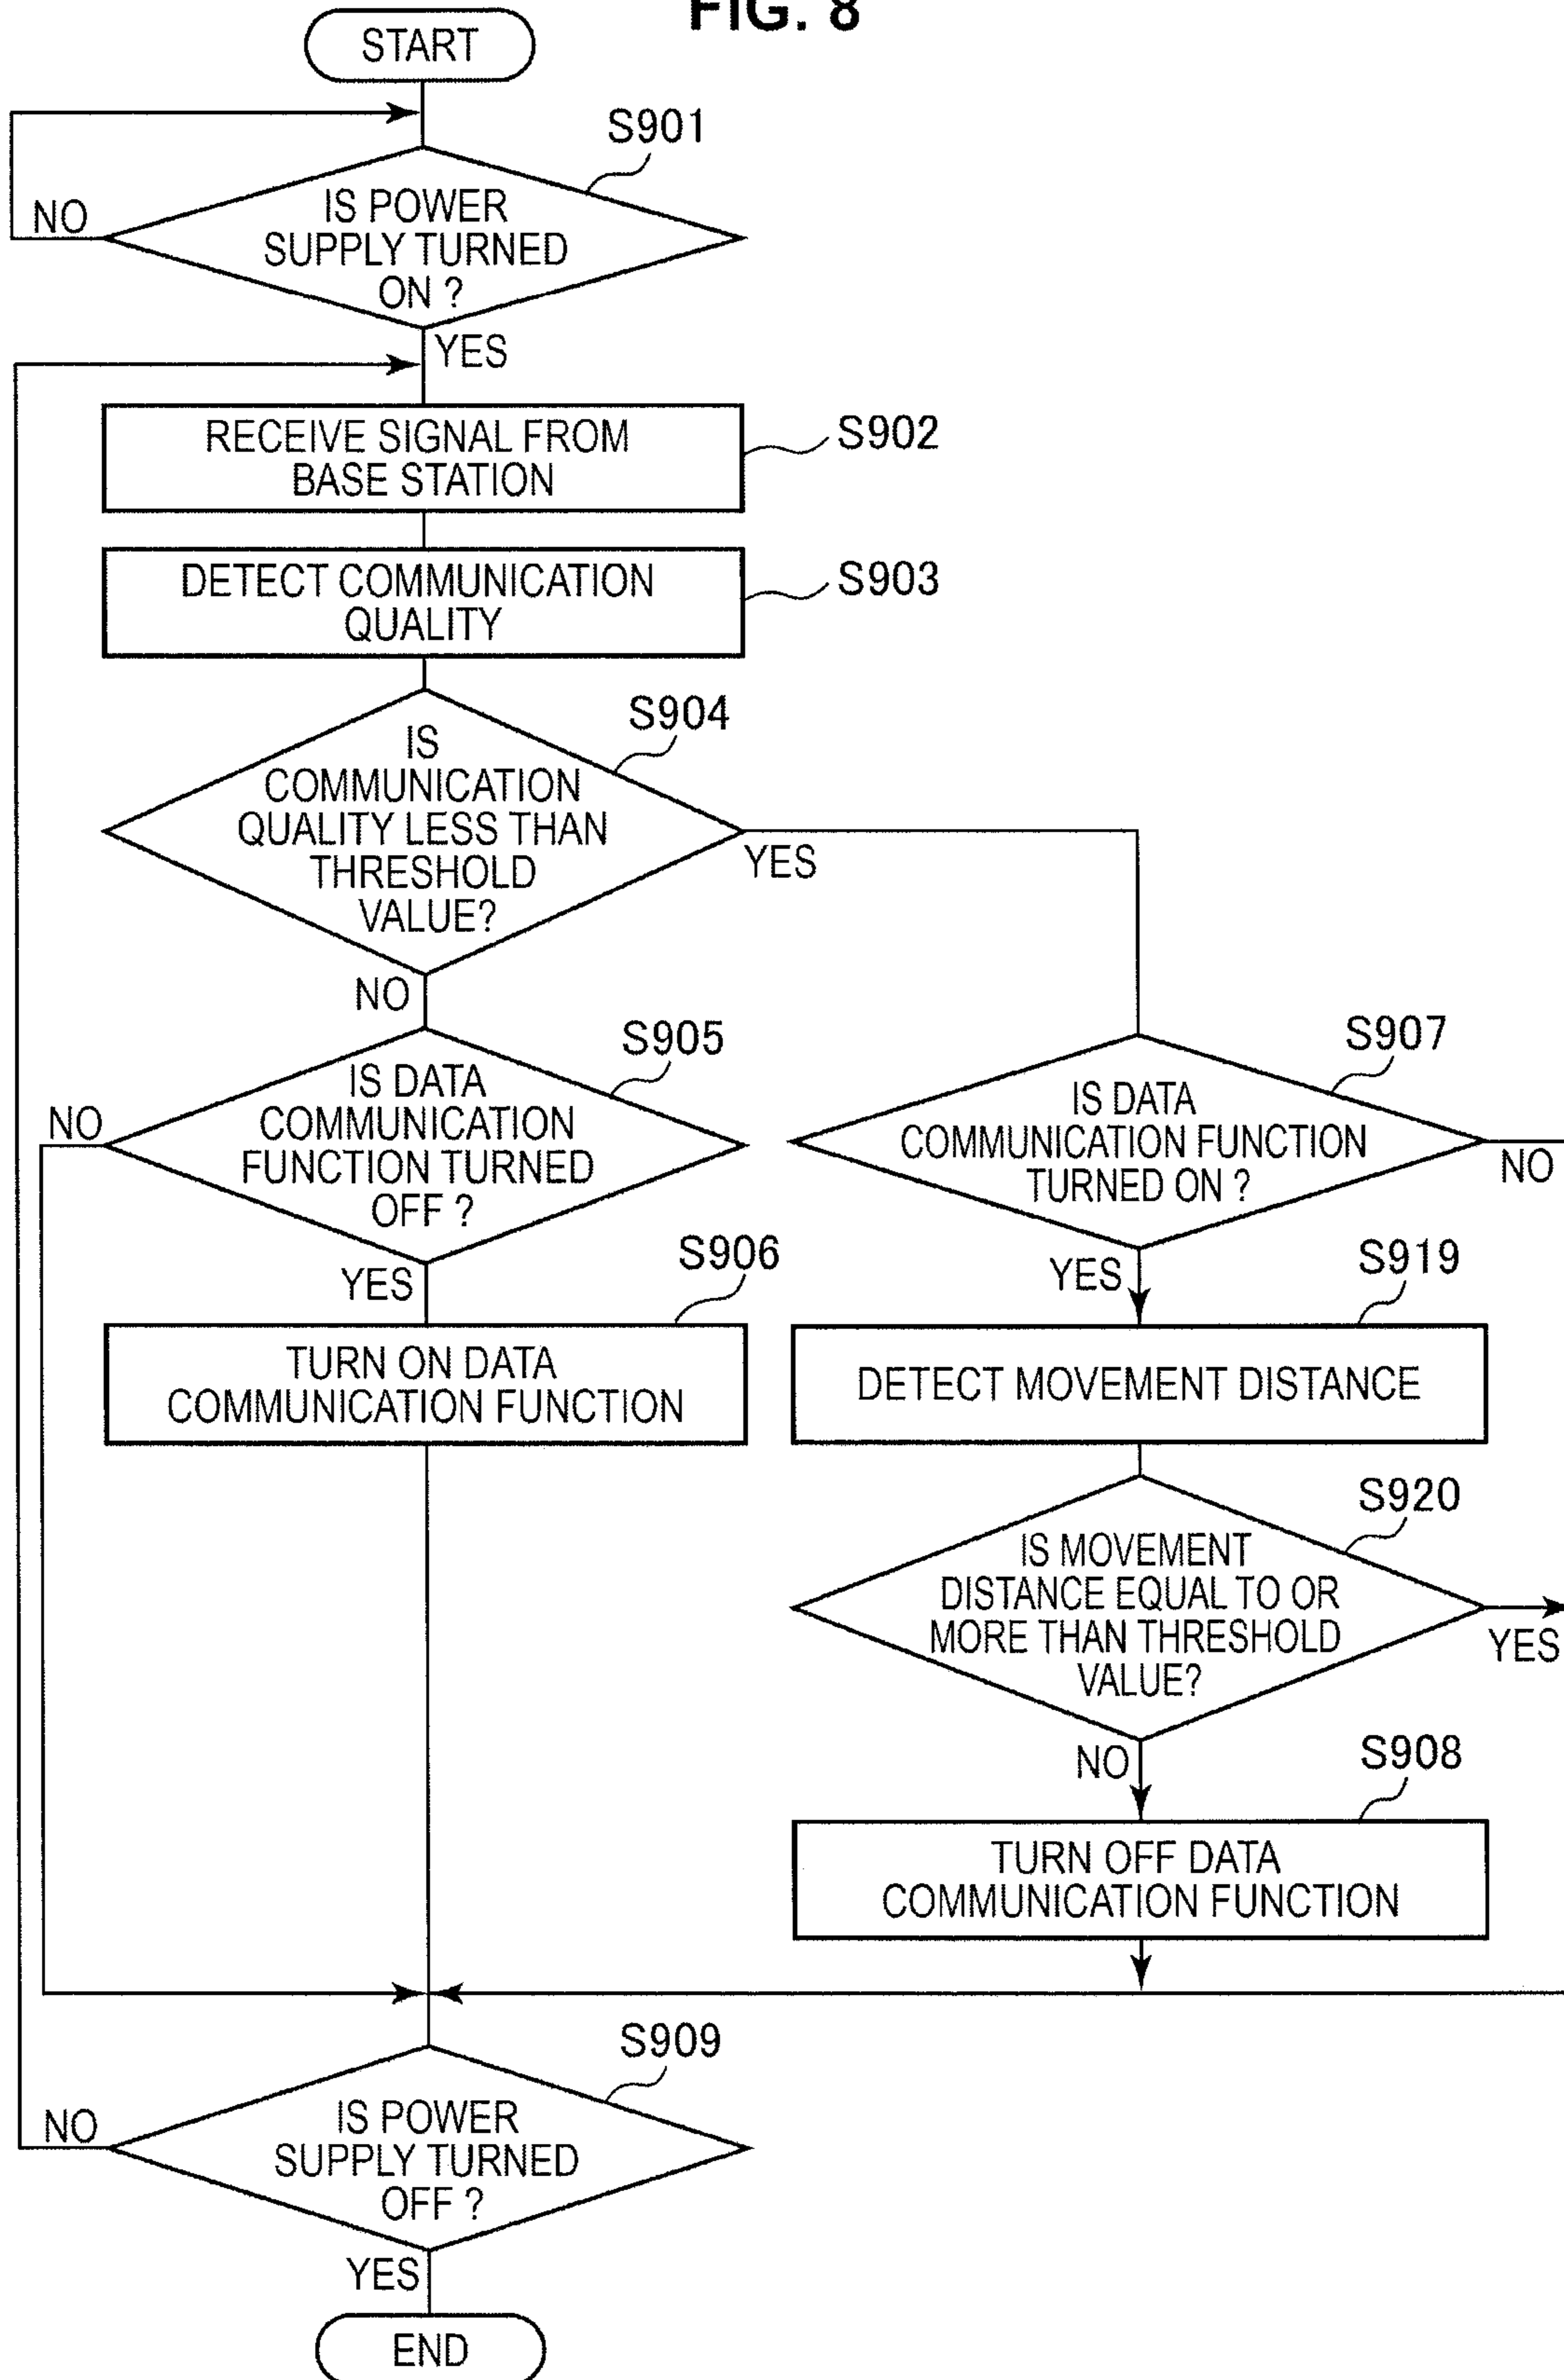 FIG. 8
START
S901
NO
IS POWER
SUPPLY TURNED
ON ?
YES
RECEIVE SIGNAL FROM
BASE STATION
S902
DETECT COMMUNICATION
QUALITY
S903
S904
IS
COMMUNICATION
QUALITY LESS THAN
THRESHOLD
VALUE?
YES
NO
S905
IS DATA
COMMUNICATION
FUNCTION TURNED
OFF ?
NO
YES
S906
TURN ON DATA
COMMUNICATION FUNCTION
S907
IS DATA
COMMUNICATION FUNCTION
TURNED ON ?
NO
YES
S919
DETECT MOVEMENT DISTANCE
S920
IS MOVEMENT
DISTANCE EQUAL TO OR
MORE THAN THRESHOLD
VALUE?
YES
NO
S908
TURN OFF DATA
COMMUNICATION FUNCTION
S909
NO
IS POWER
SUPPLY TURNED
OFF ?
YES
END